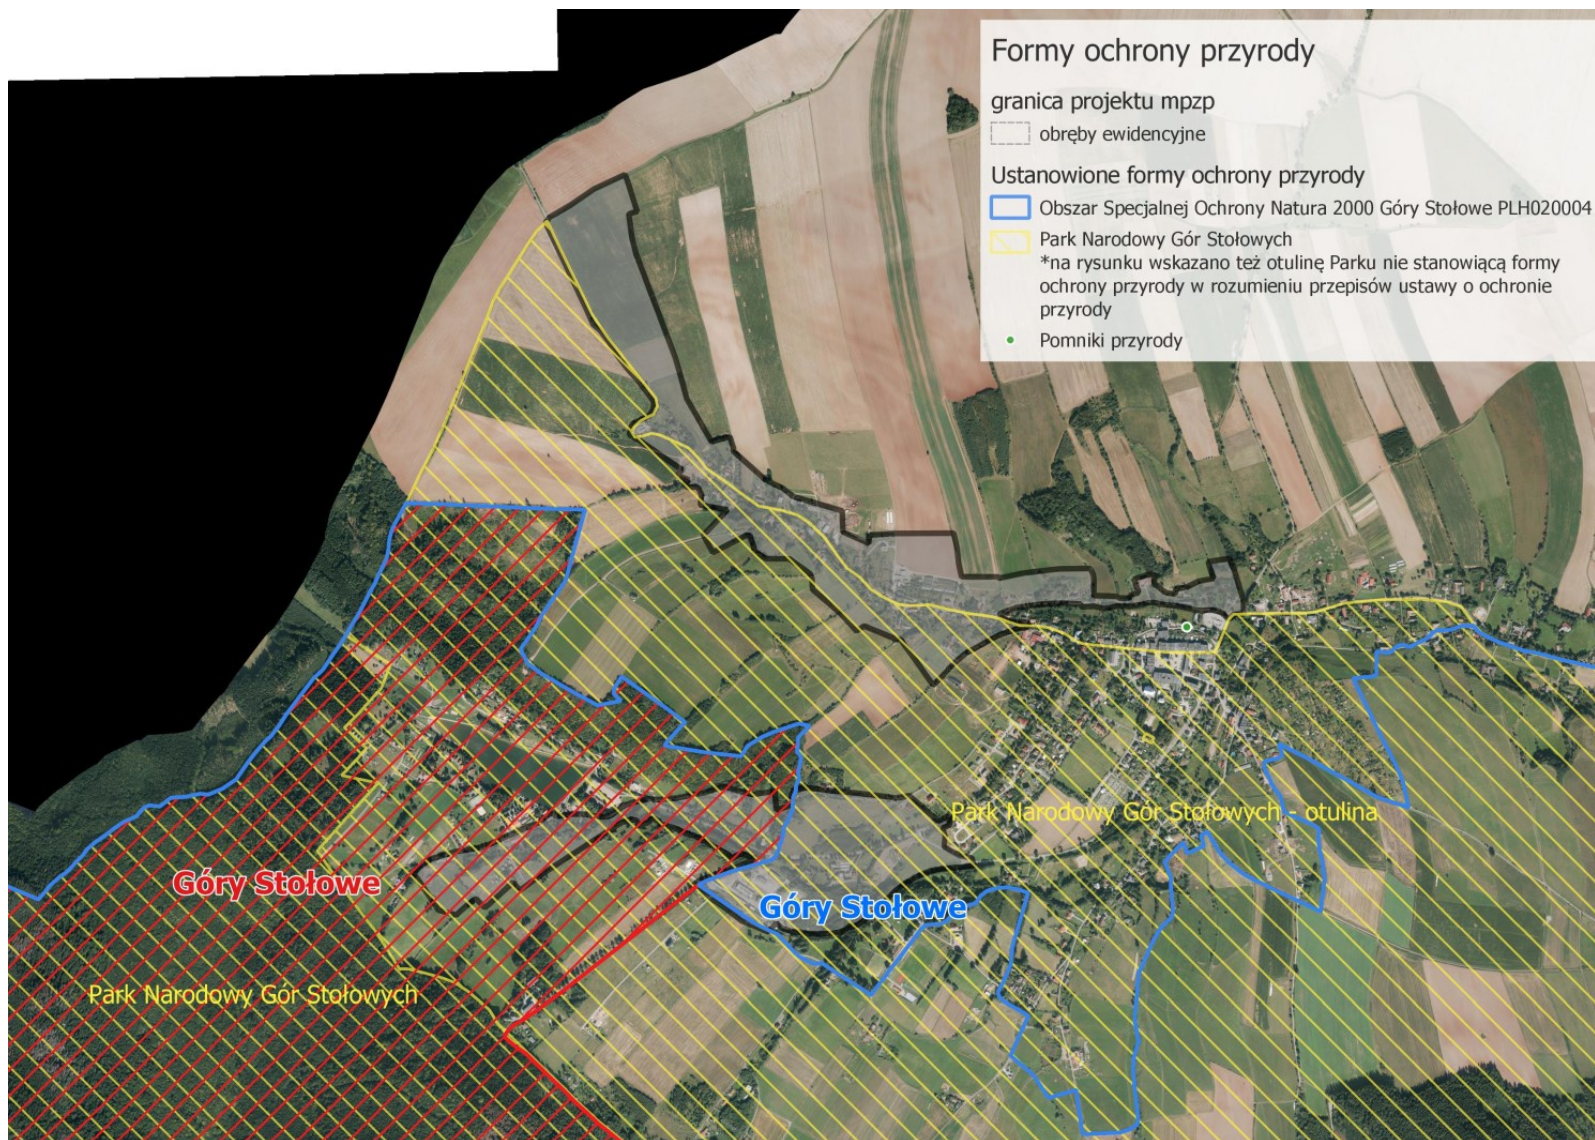 Formy ochrony przyrody
granica projektu mpzp
obręby ewidencyjne
Ustanowione formy ochrony przyrody
Obszar Specjalnej Ochrony Natura 2000 Góry Stołowe PLH020004
Park Narodowy Gór Stołowych
*na rysunku wskazano też otulinę Parku nie stanowiącą formy
ochrony przyrody w rozumieniu przepisów ustawy o ochronie
przyrody
Pomniki przyrody
Park Narodowy Gór Stołowych - otulina
Góry Stołowe
Góry Stołowe
Park Narodowy Gór Stołowych